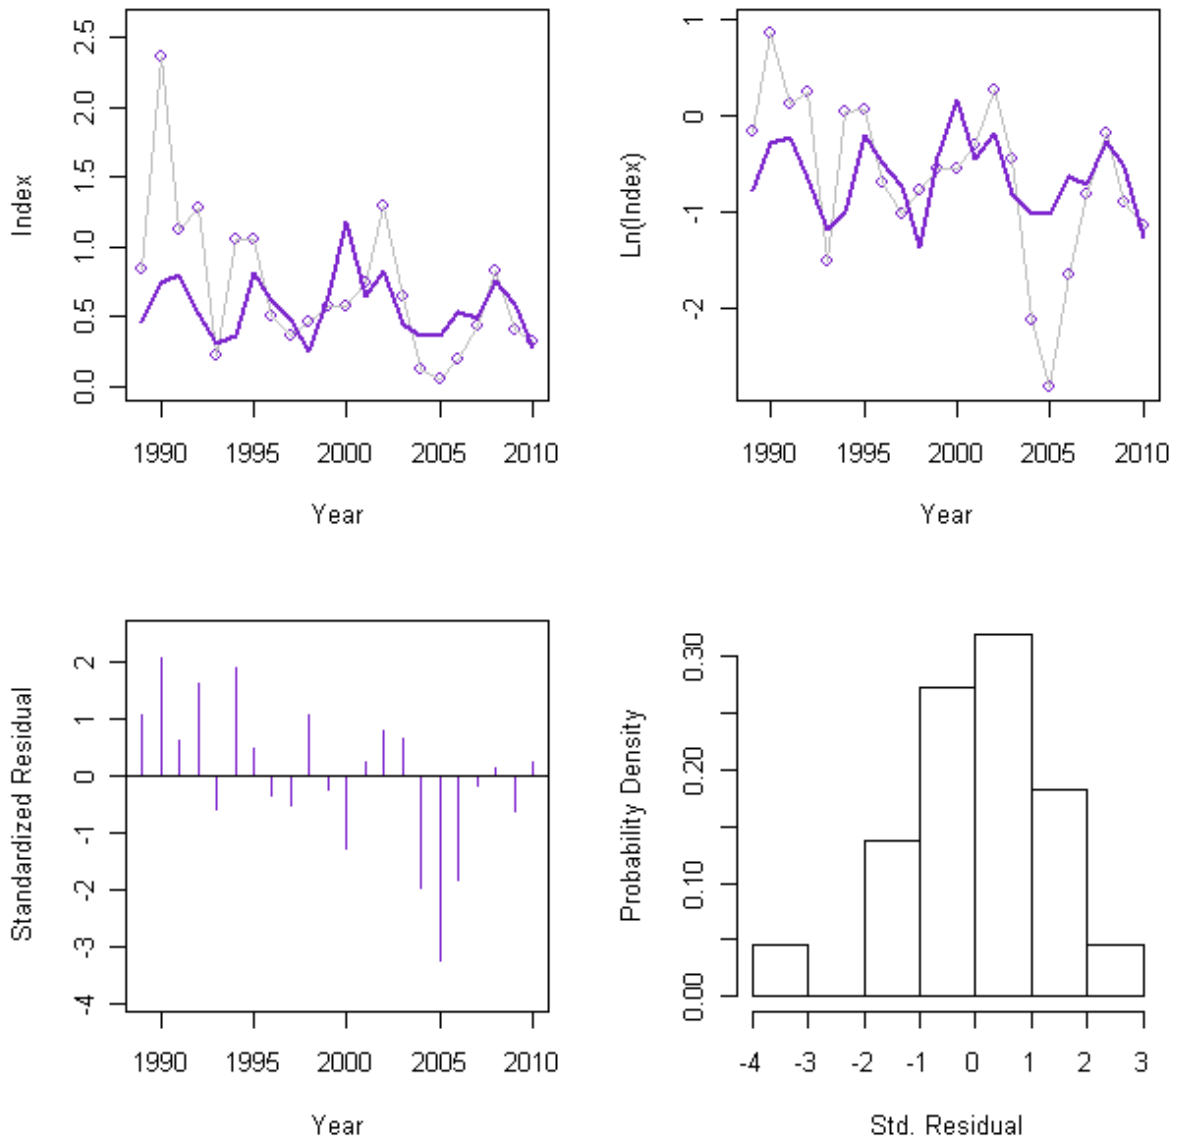 Index
2.5
2.0
1.5
1.0
0.5
0.0
1990 1995 2000 2005 2010
Year
Ln(Index)
1
0
-1
-2
1990 1995 2000 2005 2010
Year
Standardized Residual
2
1
0
-1
-2
-3
-4
1990 1995 2000 2005 2010
Year
Probability Density
0.30
0.20
0.10
0.00
-4 -3 -2 -1 0 1 2 3
Std. Residual